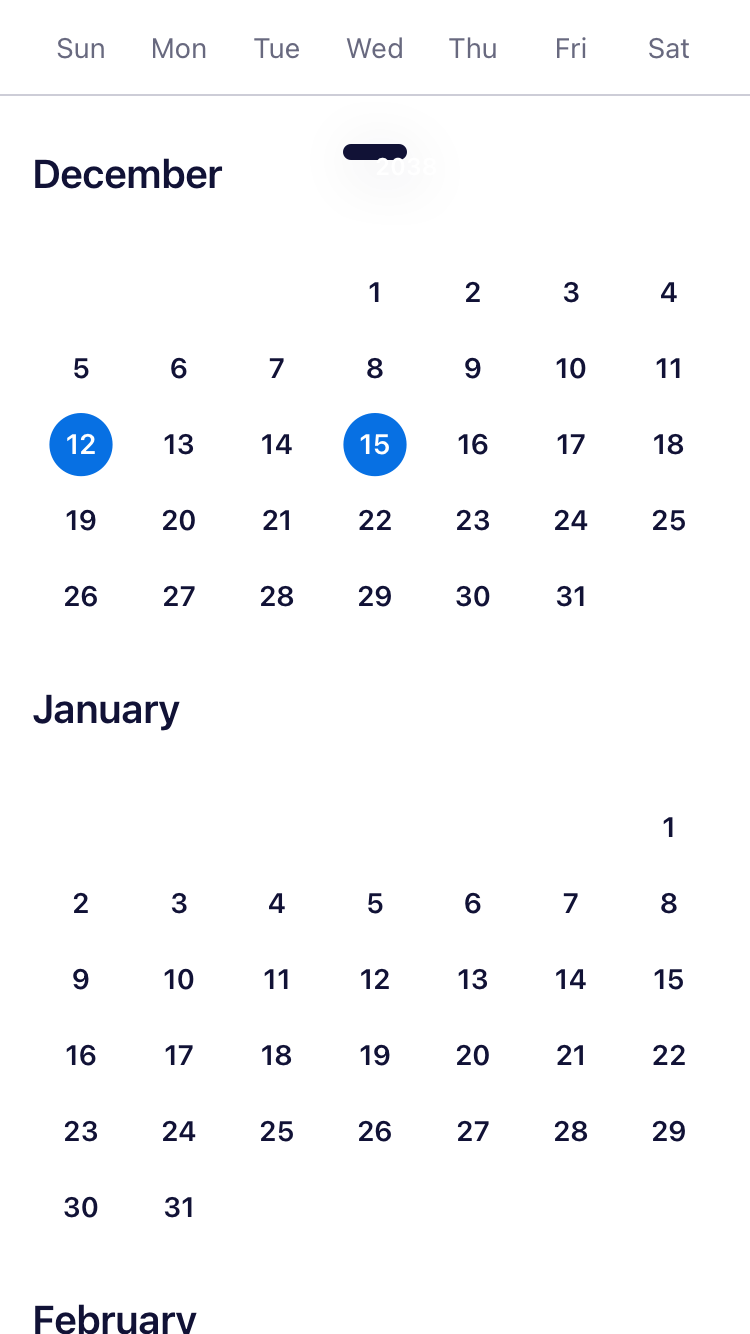 Sun Mon Tue Wed Thu Fri Sat
December
1 2 3 4
5 6 7 8 9 10 11
12 13 14 15 16 17 18
19 20 21 22 23 24 25
26 27 28 29 30 31
January
1
2 3 4 5 6 7 8
9 10 11 12 13 14 15
16 17 18 19 20 21 22
23 24 25 26 27 28 29
30 31
February